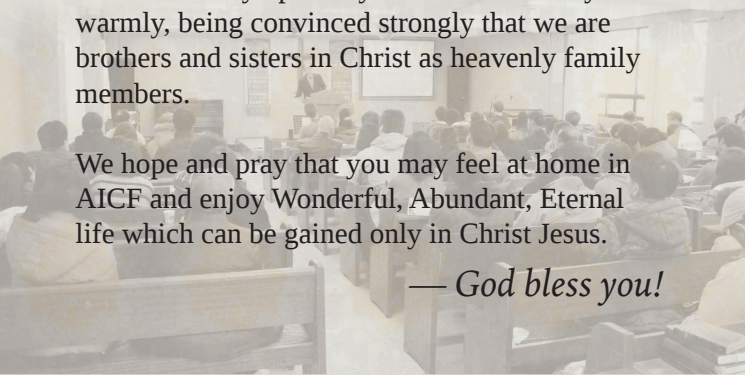 warmly, being convinced strongly that we are
brothers and sisters in Christ as heavenly family
members.
We hope and pray that you may feel at home in
AICF and enjoy Wonderful, Abundant, Eternal
life which can be gained only in Christ Jesus.
— God bless you!